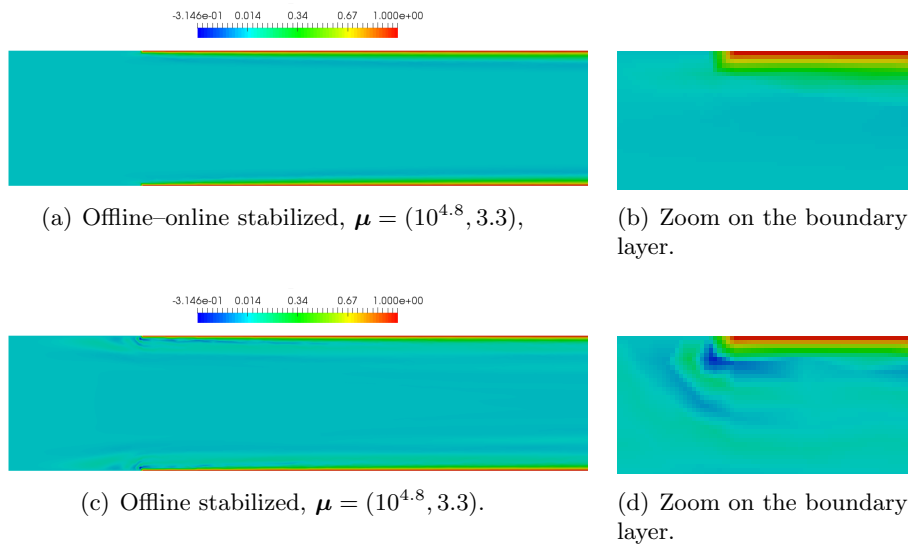 -3.146e-01 0.014 0.34 0.67 1.000e+00
(a) Offline–online stabilized, μ = (10^4.8, 3.3),
(b) Zoom on the boundary
layer.
-3.146e-01 0.014 0.34 0.67 1.000e+00
(c) Offline stabilized, μ = (10^4.8, 3.3).
(d) Zoom on the boundary
layer.